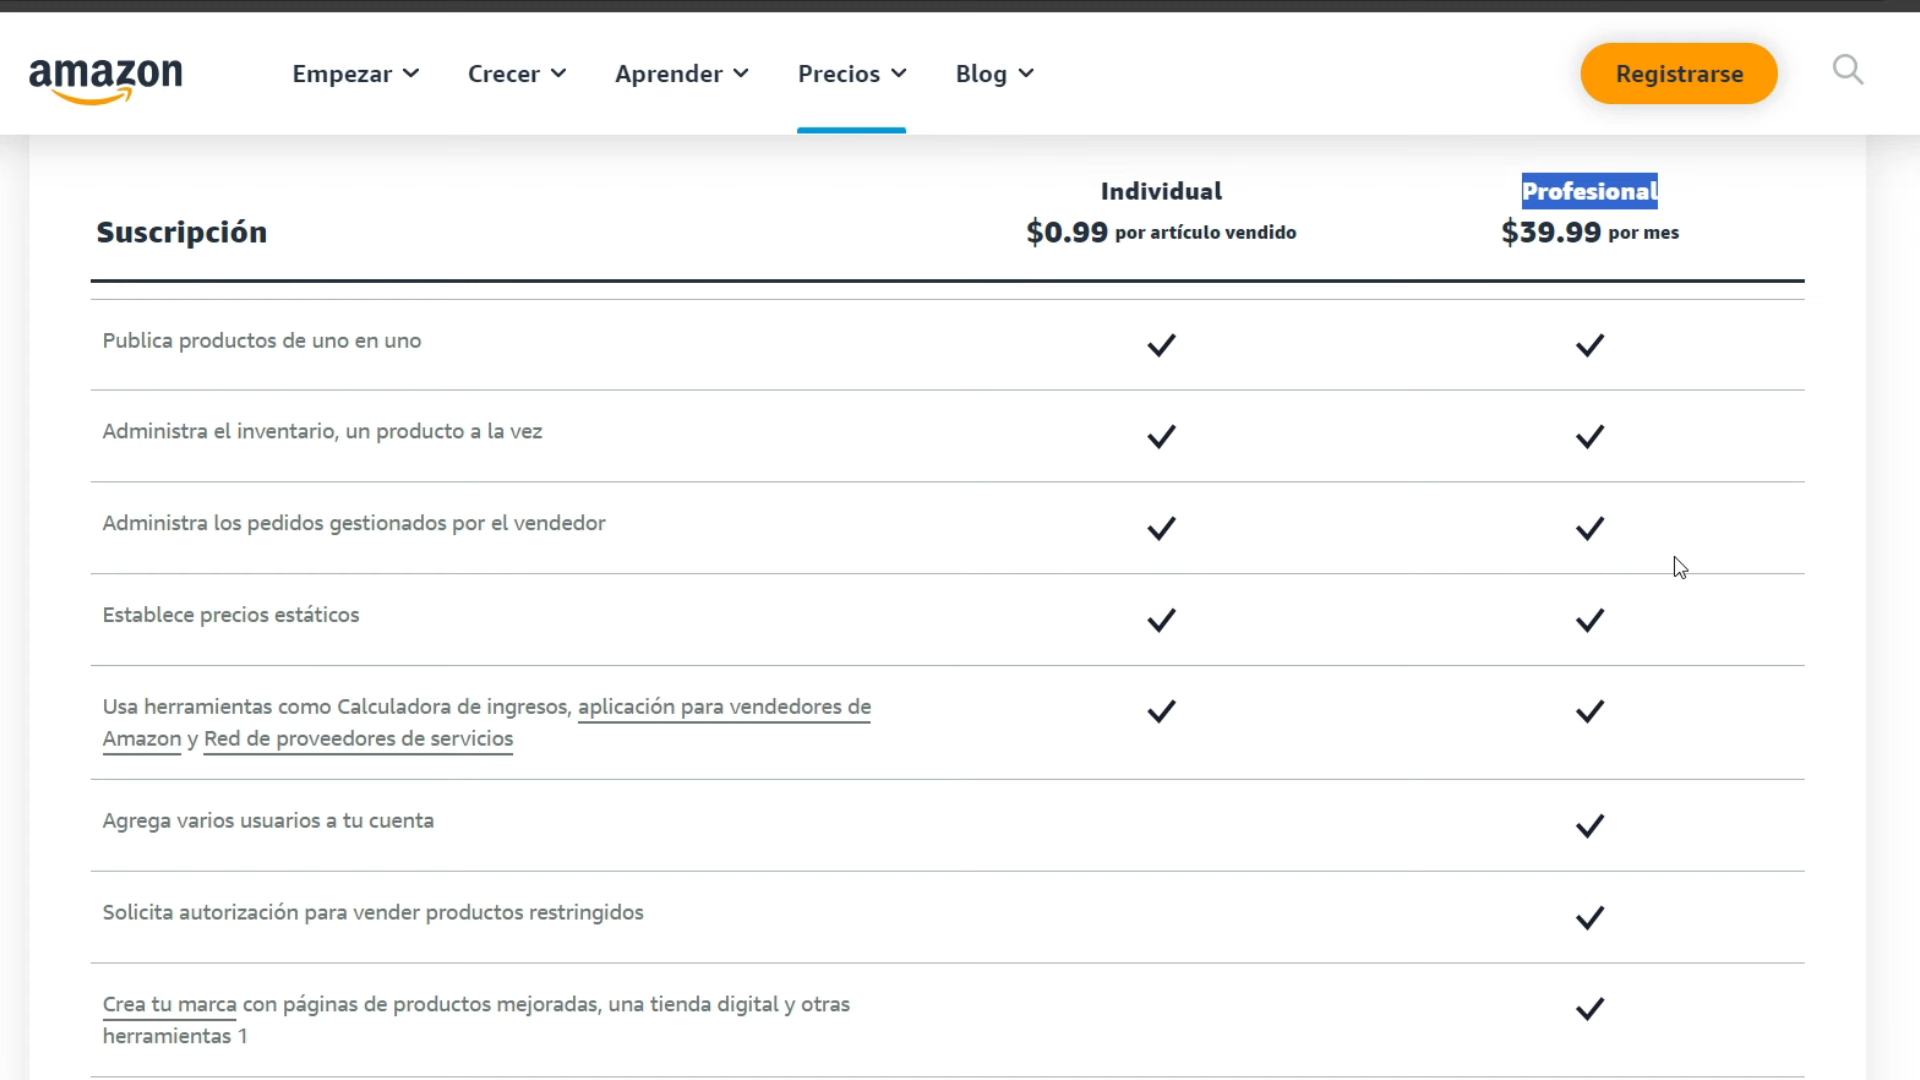 amazon
Empezar
Crecer
Aprender
Precios
Blog
Registrarse
Suscripción
Individual
$0.99 por artículo vendido
Profesional
$39.99 por mes
Publica productos de uno en uno
Administra el inventario, un producto a la vez
Administra los pedidos gestionados por el vendedor
Establece precios estáticos
Usa herramientas como Calculadora de ingresos, aplicación para vendedores de
Amazon y Red de proveedores de servicios
Agrega varios usuarios a tu cuenta
Solicita autorización para vender productos restringidos
Crea tu marca con páginas de productos mejoradas, una tienda digital y otras
herramientas 1